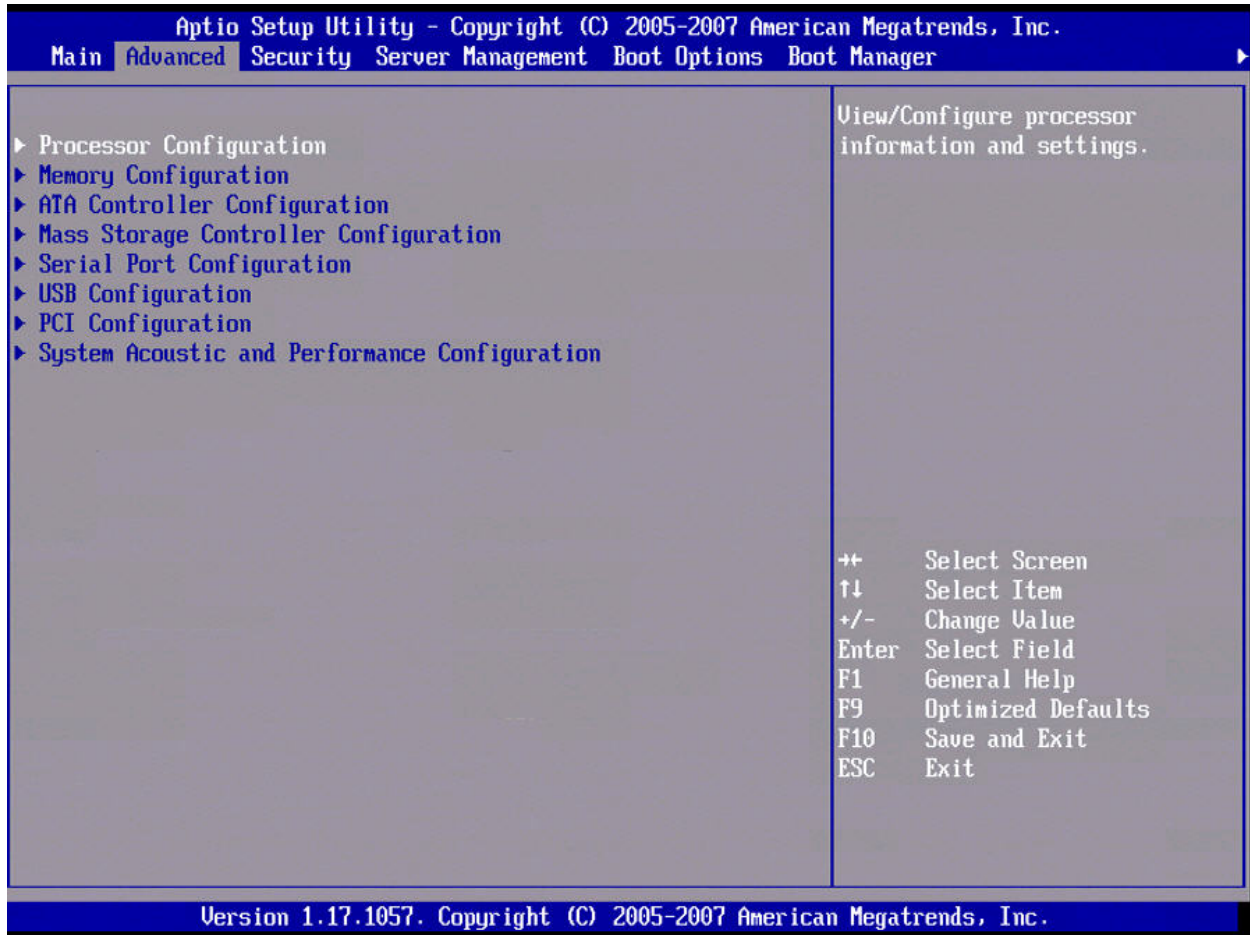 Aptio Setup Utility - Copyright (C) 2005-2007 American Megatrends, Inc.
Main Advanced Security Server Management Boot Options Boot Manager
Processor Configuration
Memory Configuration
ATA Controller Configuration
Mass Storage Controller Configuration
Serial Port Configuration
USB Configuration
PCI Configuration
System Acoustic and Performance Configuration
View/Configure processor
information and settings.
→← Select Screen
↑↓ Select Item
+/- Change Value
Enter Select Field
F1 General Help
F9 Optimized Defaults
F10 Save and Exit
ESC Exit
Version 1.17.1057. Copyright (C) 2005-2007 American Megatrends, Inc.